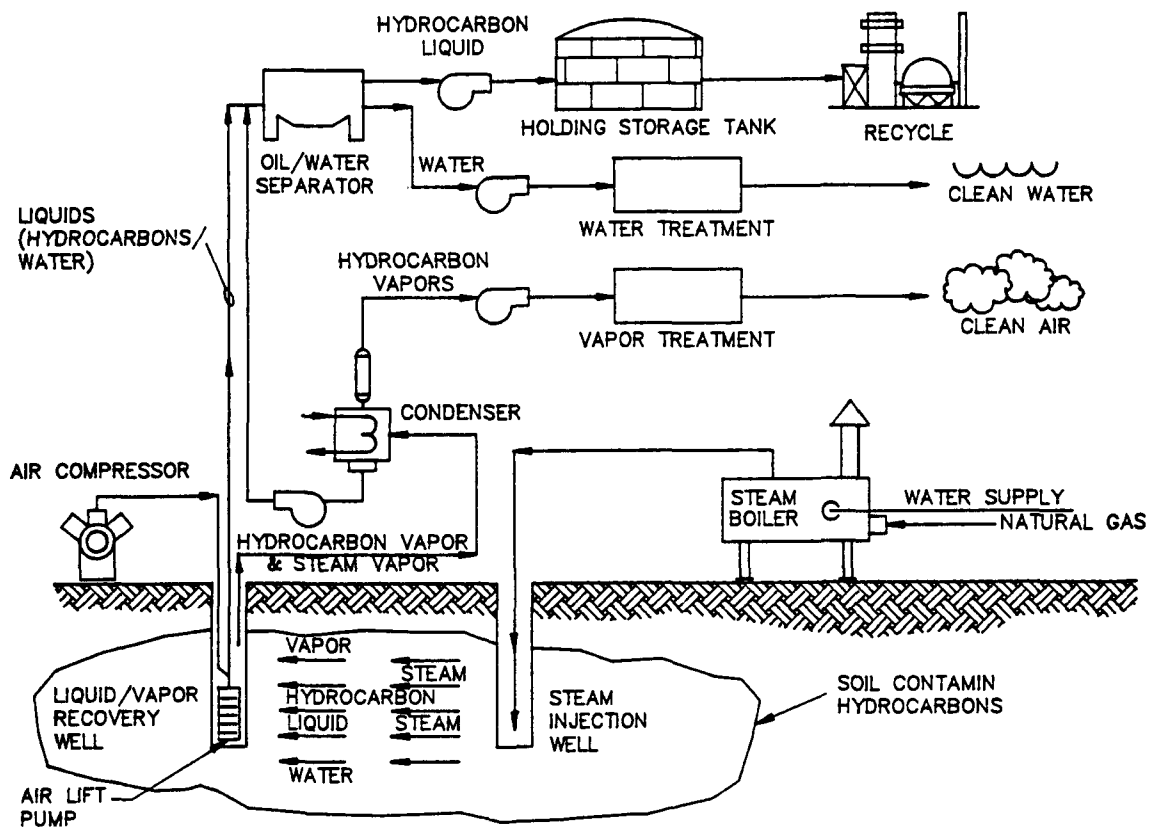 HYDROCARBON
LIQUID
HOLDING STORAGE TANK
RECYCLE
OIL/WATER
SEPARATOR
WATER
WATER TREATMENT
CLEAN WATER
LIQUIDS
(HYDROCARBONS/
WATER)
HYDROCARBON
VAPORS
VAPOR TREATMENT
CLEAN AIR
CONDENSER
AIR COMPRESSOR
STEAM
BOILER
WATER SUPPLY
NATURAL GAS
HYDROCARBON VAPOR
& STEAM VAPOR
VAPOR
STEAM
HYDROCARBON
LIQUID
STEAM
WATER
LIQUID/VAPOR
RECOVERY
WELL
STEAM
INJECTION
WELL
SOIL CONTAMIN
HYDROCARBONS
AIR LIFT
PUMP